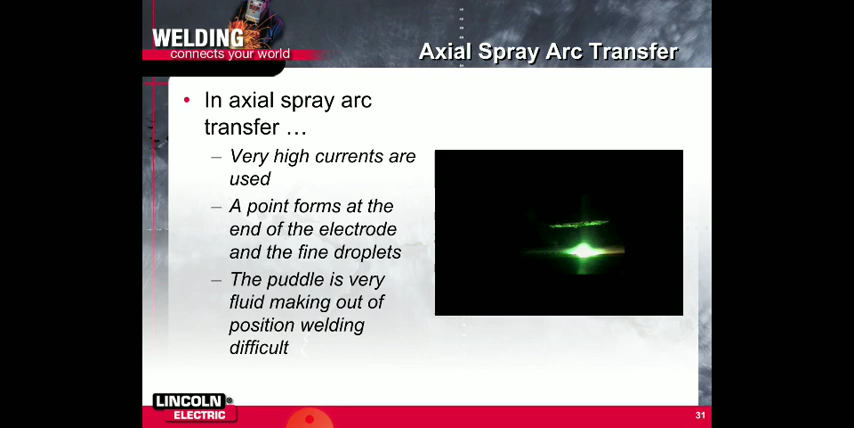 WELDING
connects your world
Axial Spray Arc Transfer
• In axial spray arc
transfer …
– Very high currents are
used
– A point forms at the
end of the electrode
and the fine droplets
– The puddle is very
fluid making out of
position welding
difficult
LINCOLN®
ELECTRIC
31